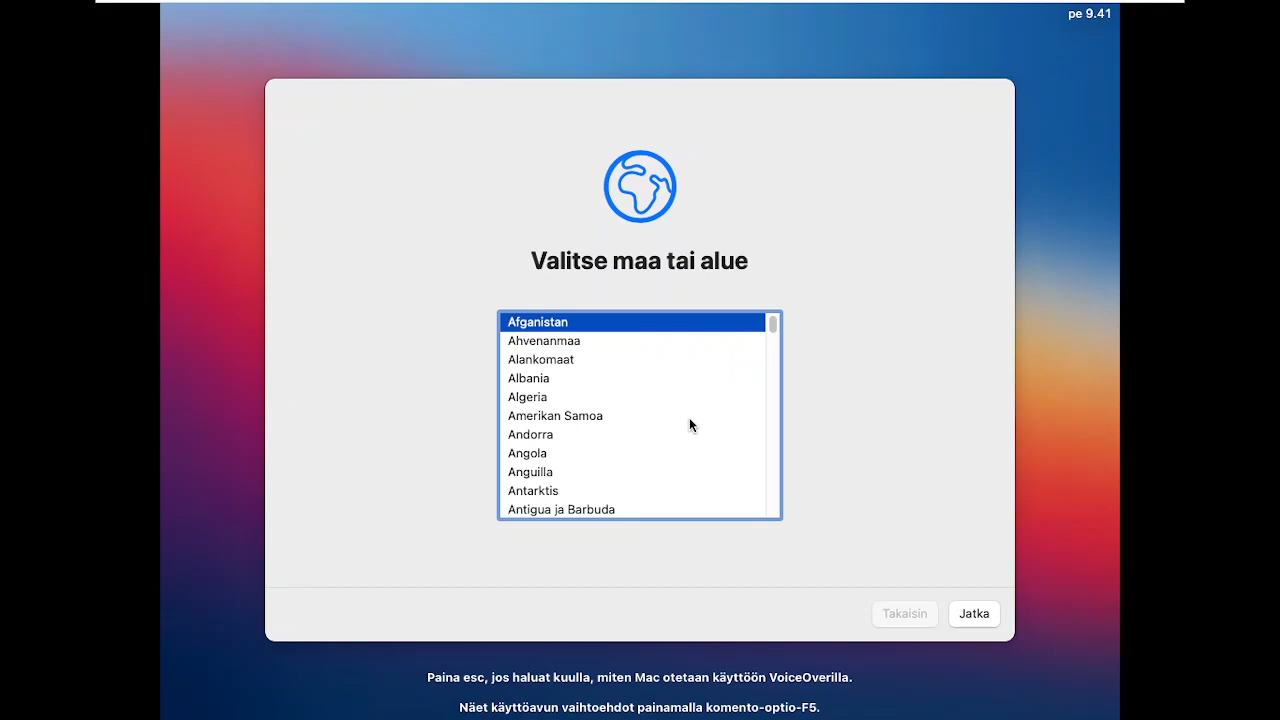 pe 9.41
Valitse maa tai alue
Afganistan
Ahvenanmaa
Alankomaat
Albania
Algeria
Amerikan Samoa
Andorra
Angola
Anguilla
Antarktis
Antigua ja Barbuda
Takaisin
Jatka
Paina esc, jos haluat kuulla, miten Mac otetaan käyttöön VoiceOverilla.
Näet käyttöavun vaihtoehdot painamalla komento-optio-F5.